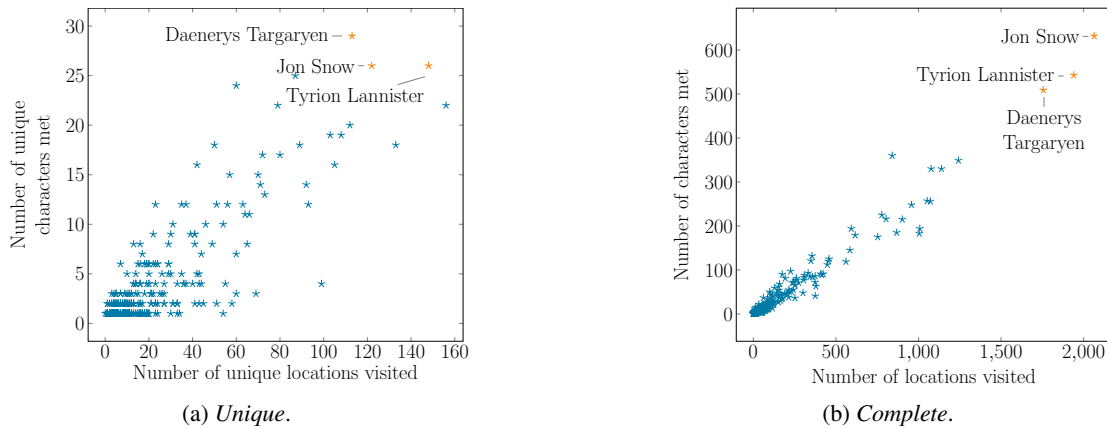 30
25
20
15
10
5
0
Number of unique
characters met
Daenerys Targaryen
Jon Snow
Tyrion Lannister
0 20 40 60 80 100 120 140 160
Number of unique locations visited
(a) Unique.
600
500
400
300
200
100
0
Number of characters met
Jon Snow
Tyrion Lannister
Daenerys
Targaryen
0 500 1,000 1,500 2,000
Number of locations visited
(b) Complete.